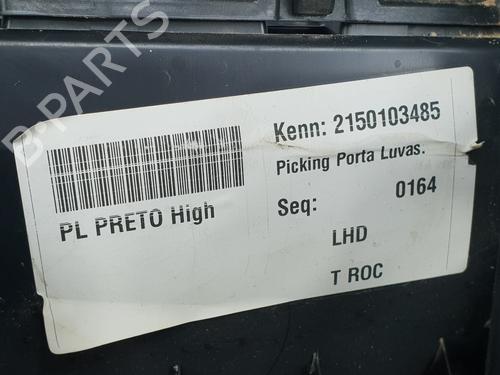 B-PARTS
Kenn: 2150103485
Picking Porta Luvas.
PL PRETO High
Seq: 0164
LHD
T ROC